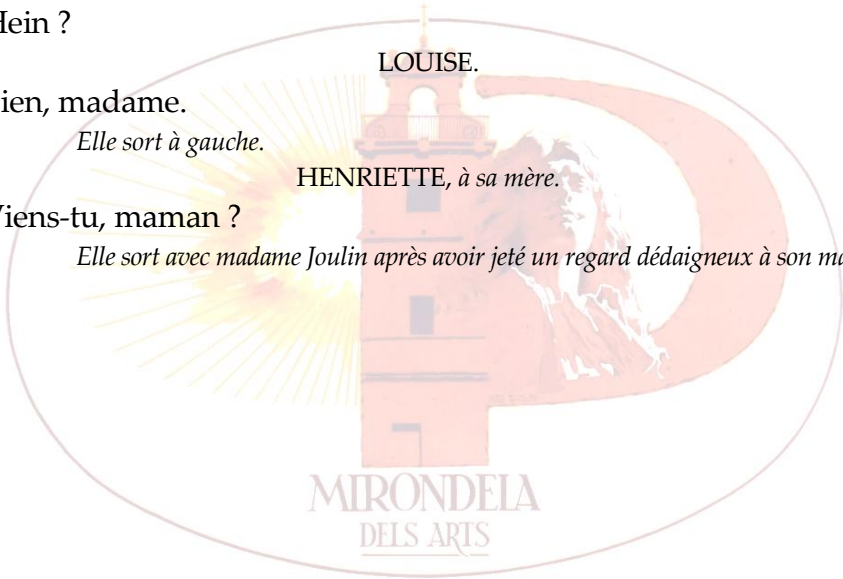 Hein ?
LOUISE.
ien, madame.
Elle sort à gauche.
HENRIETTE, à sa mère.
Viens-tu, maman ?
Elle sort avec madame Joulin après avoir jeté un regard dédaigneux à son ma
MIRONDELA
DELS ARTS